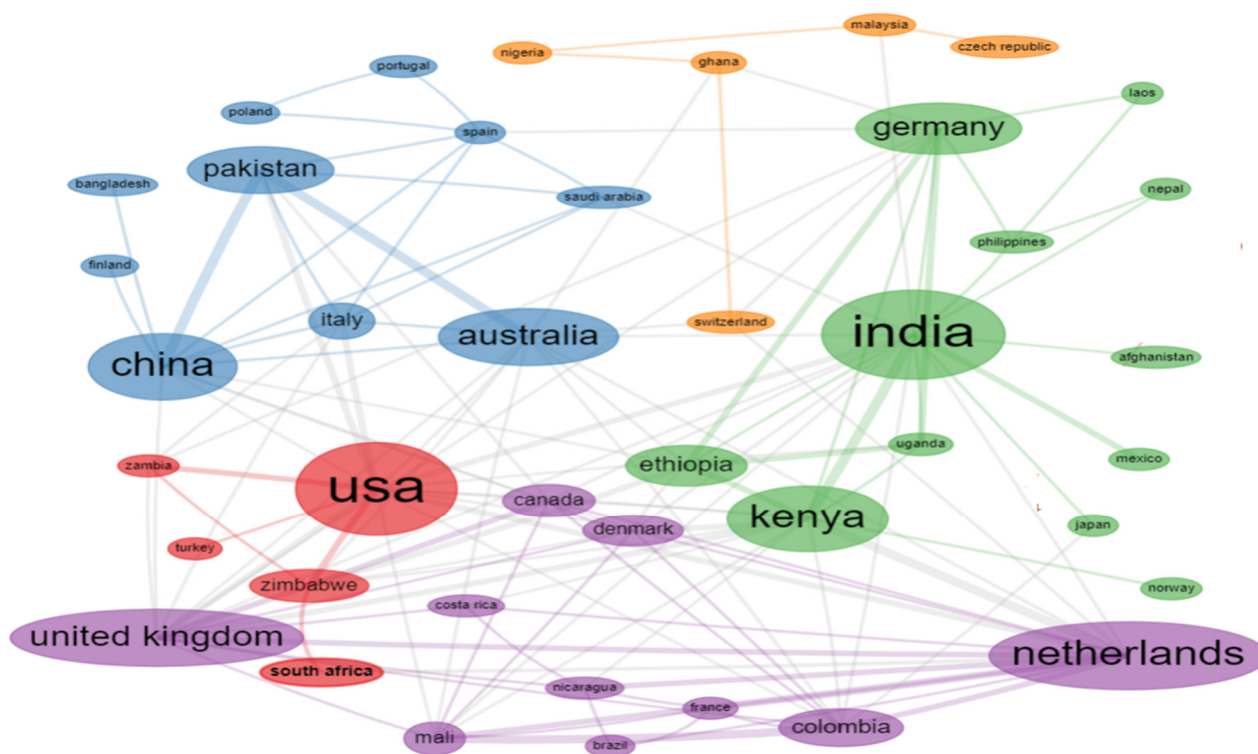 malaysia
nigeria
czech republic
ghana
portugal
laos
poland
spain
germany
pakistan
bangladesh
saudi arabia
nepal
philippines
finland
italy
switzerland
australia
india
china
afghanistan
uganda
mexico
zambia
ethiopia
usa
canada
kenya
denmark
japan
turkey
zimbabwe
norway
costa rica
united kingdom
netherlands
south africa
nicaragua
france
colombia
mali
brazil